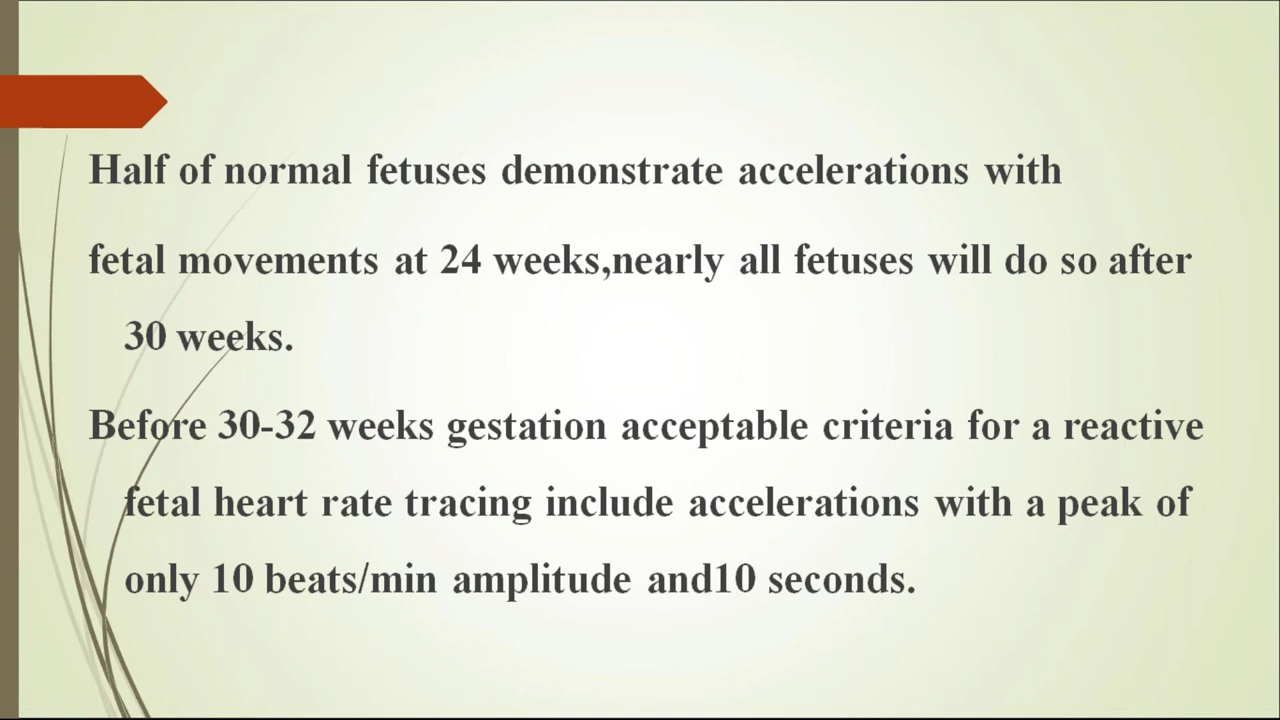 Half of normal fetuses demonstrate accelerations with
fetal movements at 24 weeks,nearly all fetuses will do so after
30 weeks.
Before 30-32 weeks gestation acceptable criteria for a reactive
fetal heart rate tracing include accelerations with a peak of
only 10 beats/min amplitude and10 seconds.